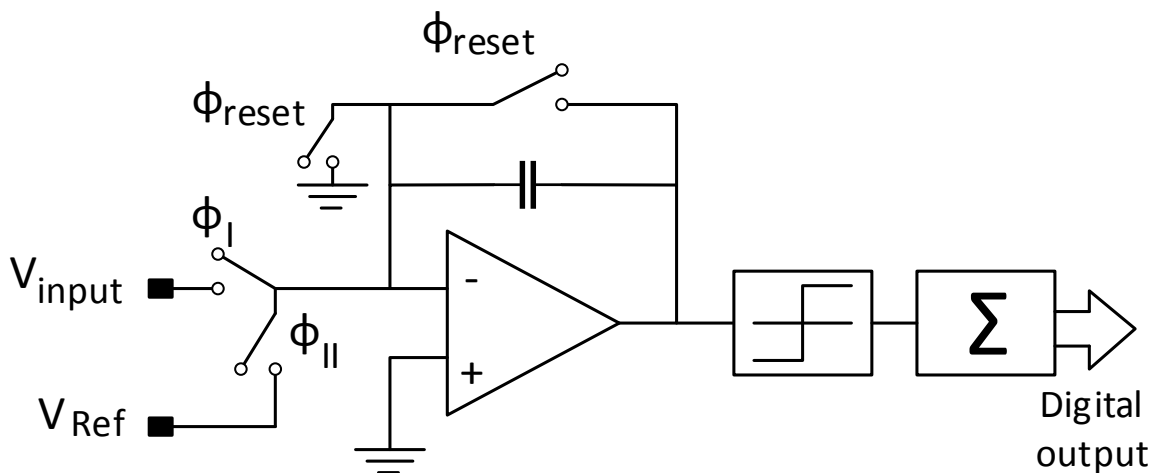 ϕreset
ϕreset
ϕI
Vinput
ϕII
VRef
-
+
Σ
Digital
output